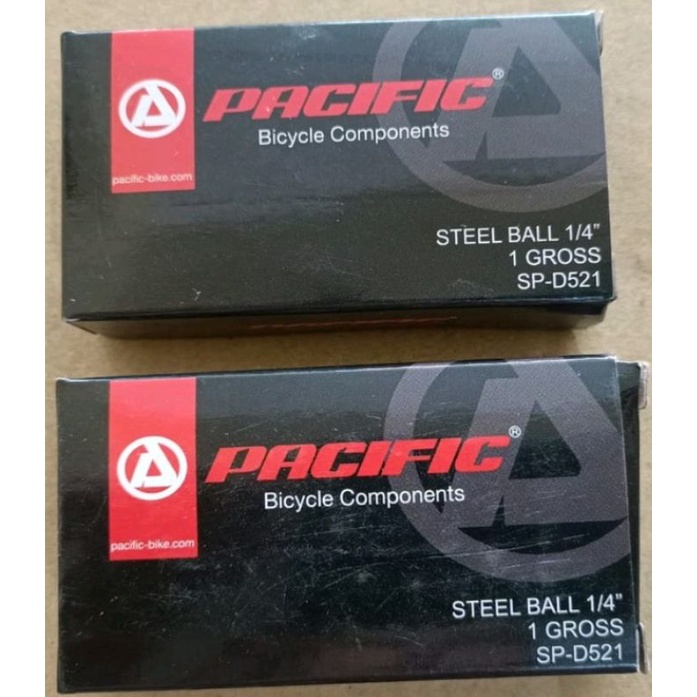 PACIFIC®
Bicycle Components
pacific-bike.com
STEEL BALL 1/4”
1 GROSS
SP-D521
PACIFIC®
Bicycle Components
pacific-bike.com
STEEL BALL 1/4”
1 GROSS
SP-D521